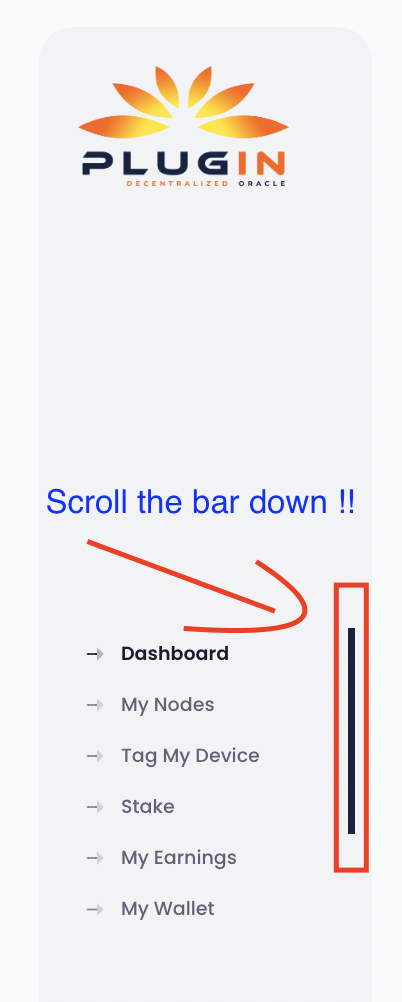 PLUGIN
DECENTRALIZED ORACLE
Scroll the bar down !!
Dashboard
My Nodes
Tag My Device
Stake
My Earnings
My Wallet